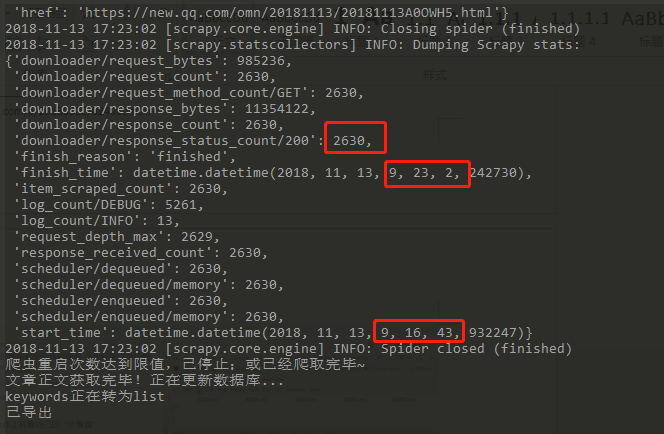 'href': 'https://new.qq.com/omn/20181113/20181113A0OWH5.html'}
2018-11-13 17:23:02 [scrapy.core.engine] INFO: Closing spider (finished)
2018-11-13 17:23:02 [scrapy.statscollectors] INFO: Dumping Scrapy stats:
{'downloader/request_bytes': 985236,
'downloader/request_count': 2630,
'downloader/request_method_count/GET': 2630,
'downloader/response_bytes': 11354122,
'downloader/response_count': 2630,
'downloader/response_status_count/200': 2630,
'finish_reason': 'finished',
'finish_time': datetime.datetime(2018, 11, 13, 9, 23, 2, 242730),
'item_scraped_count': 2630,
'log_count/DEBUG': 5261,
'log_count/INFO': 13,
'request_depth_max': 2629,
'response_received_count': 2630,
'scheduler/dequeued': 2630,
'scheduler/dequeued/memory': 2630,
'scheduler/enqueued': 2630,
'scheduler/enqueued/memory': 2630,
'start_time': datetime.datetime(2018, 11, 13, 9, 16, 43, 932247)}
2018-11-13 17:23:02 [scrapy.core.engine] INFO: Spider closed (finished)
爬虫重启次数达到限值，已停止；或已经爬取完毕~
文章正文获取完毕！正在更新数据库...
keywords正在转为list
已导出